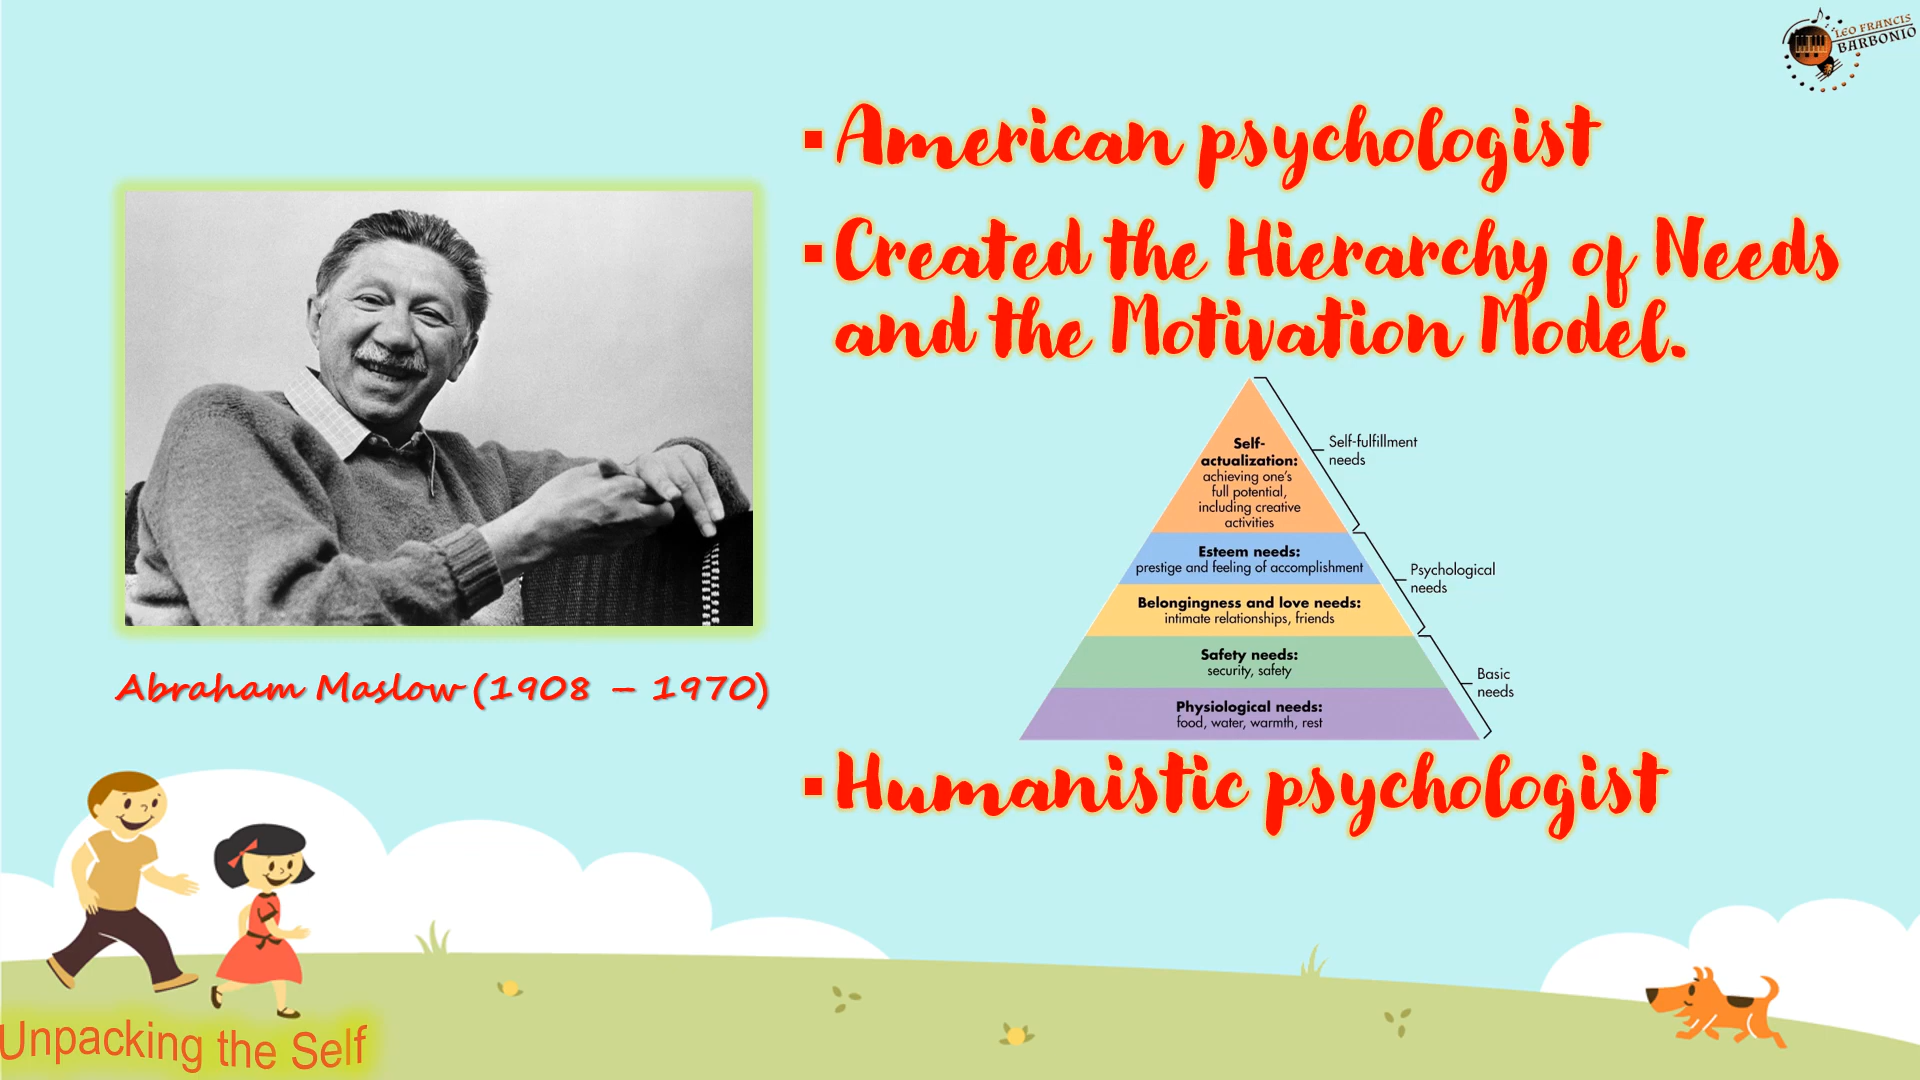 LEO FRANCIS
BARBONIO
▪American psychologist
▪Created the Hierarchy of Needs
and the Motivation Model.
Self-
actualization:
achieving one's
full potential,
including creative
activities
Self-fulfillment
needs
Esteem needs:
prestige and feeling of accomplishment
Psychological
needs
Belongingness and love needs:
intimate relationships, friends
Safety needs:
security, safety
Basic
needs
Physiological needs:
food, water, warmth, rest
Abraham Maslow (1908 – 1970)
▪Humanistic psychologist
Unpacking the Self